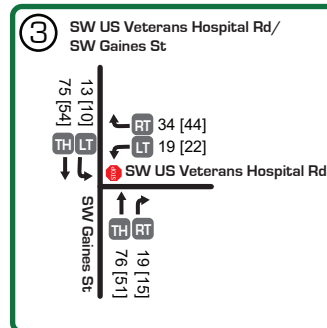 3
SW US Veterans Hospital Rd/
SW Gaines St
75 [54]
13 [10]
TH LT
RT 34 [44]
LT 19 [22]
STOP
SW US Veterans Hospital Rd
SW Gaines St
TH RT
76 [51]
19 [15]